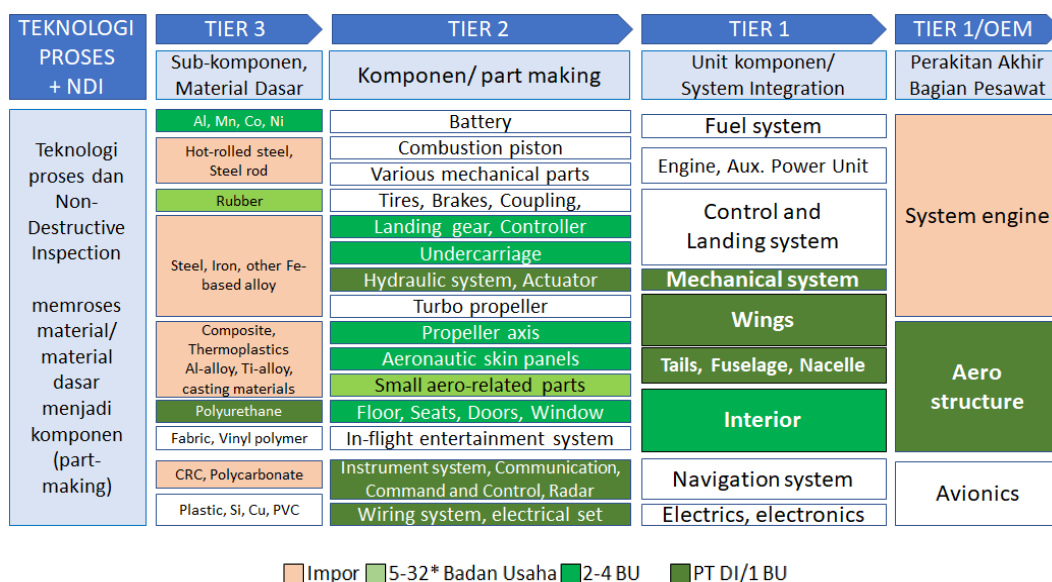 TEKNOLOGI
PROSES
+ NDI
TIER 3
TIER 2
TIER 1
TIER 1/OEM
Sub-komponen,
Material Dasar
Komponen/ part making
Unit komponen/
System Integration
Perakitan Akhir
Bagian Pesawat
Teknologi
proses dan
Non-
Destructive
Inspection
memroses
material/
material
dasar
menjadi
komponen
(part-
making)
Al, Mn, Co, Ni
Hot-rolled steel,
Steel rod
Rubber
Steel, Iron, other Fe-
based alloy
Composite,
Thermoplastics
Al-alloy, Ti-alloy,
casting materials
Polyurethane
Fabric, Vinyl polymer
CRC, Polycarbonate
Plastic, Si, Cu, PVC
Battery
Combustion piston
Various mechanical parts
Tires, Brakes, Coupling,
Landing gear, Controller
Undercarriage
Hydraulic system, Actuator
Turbo propeller
Propeller axis
Aeronautic skin panels
Small aero-related parts
Floor, Seats, Doors, Window
In-flight entertainment system
Instrument system, Communication,
Command and Control, Radar
Wiring system, electrical set
Fuel system
Engine, Aux. Power Unit
Control and
Landing system
Mechanical system
Wings
Tails, Fuselage, Nacelle
Interior
Navigation system
Electrics, electronics
System engine
Aero
structure
Avionics
Impor
5-32* Badan Usaha
2-4 BU
PT DI/1 BU